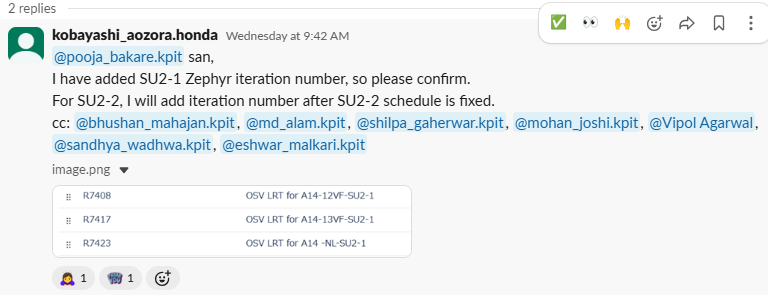 2 replies
kobayashi_aozora.honda Wednesday at 9:42 AM
@pooja_bakare.kpit san,
I have added SU2-1 Zephyr iteration number, so please confirm.
For SU2-2, I will add iteration number after SU2-2 schedule is fixed.
cc: @bhushan_mahajan.kpit, @md_alam.kpit, @shilpa_gaherwar.kpit, @mohan_joshi.kpit, @Vipol Agarwal,
@sandhya_wadhwa.kpit, @eshwar_malkari.kpit
image.png
R7408 OSV LRT for A14-12VF-SU2-1
R7417 OSV LRT for A14-13VF-SU2-1
R7423 OSV LRT for A14 -NL-SU2-1
1 1